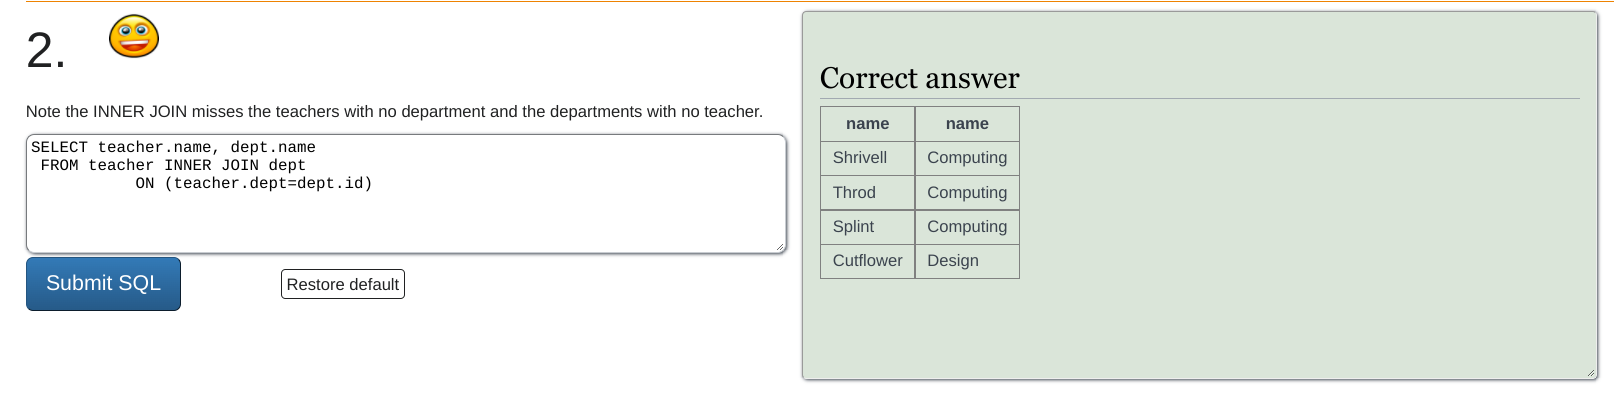 2.
Note the INNER JOIN misses the teachers with no department and the departments with no teacher.
SELECT teacher.name, dept.name
 FROM teacher INNER JOIN dept
           ON (teacher.dept=dept.id)
Submit SQL
Restore default
Correct answer
name name
Shrivell Computing
Throd Computing
Splint Computing
Cutflower Design